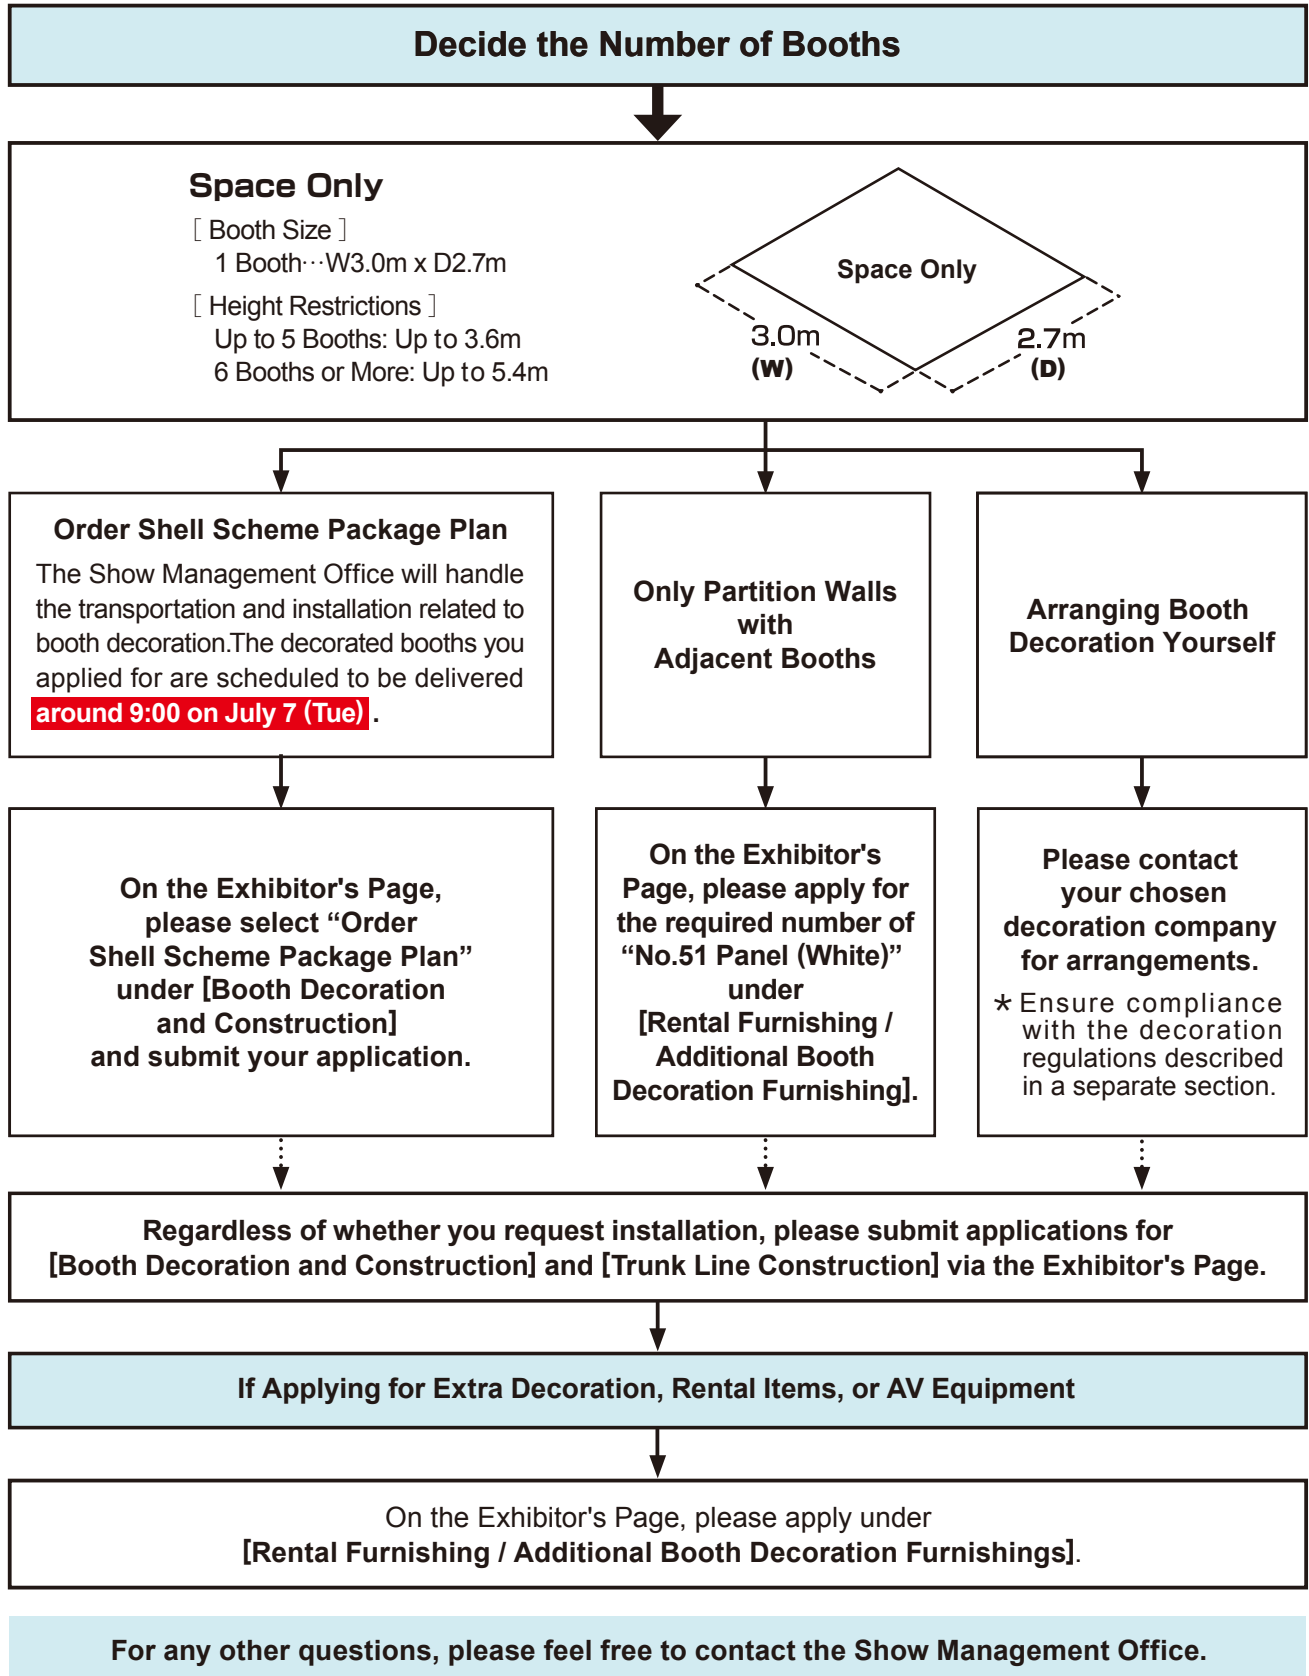 Decide the Number of Booths
Space Only
[ Booth Size ]
1 Booth…W3.0m x D2.7m
[ Height Restrictions ]
Up to 5 Booths: Up to 3.6m
6 Booths or More: Up to 5.4m
Space Only
3.0m
(W)
2.7m
(D)
Order Shell Scheme Package Plan
The Show Management Office will handle
the transportation and installation related to
booth decoration.The decorated booths you
applied for are scheduled to be delivered
around 9:00 on July 7 (Tue) .
Only Partition Walls
with
Adjacent Booths
Arranging Booth
Decoration Yourself
On the Exhibitor's Page,
please select “Order
Shell Scheme Package Plan”
under [Booth Decoration
and Construction]
and submit your application.
On the Exhibitor's
Page, please apply for
the required number of
“No.51 Panel (White)”
under
[Rental Furnishing /
Additional Booth
Decoration Furnishing].
Please contact
your chosen
decoration company
for arrangements.
* Ensure compliance
with the decoration
regulations described
in a separate section.
Regardless of whether you request installation, please submit applications for
[Booth Decoration and Construction] and [Trunk Line Construction] via the Exhibitor's Page.
If Applying for Extra Decoration, Rental Items, or AV Equipment
On the Exhibitor's Page, please apply under
[Rental Furnishing / Additional Booth Decoration Furnishings].
For any other questions, please feel free to contact the Show Management Office.